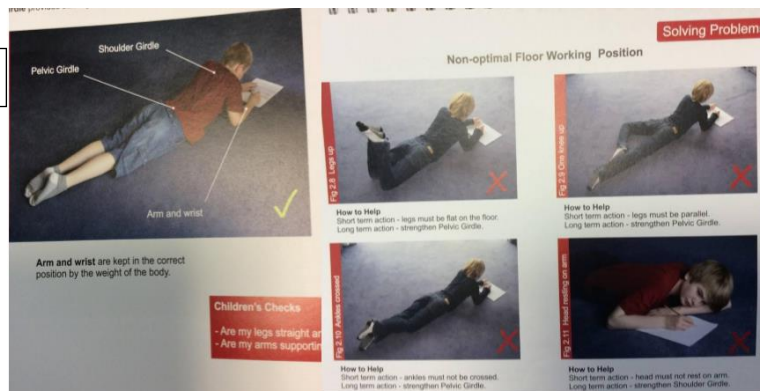 Shoulder Girdle
Pelvic Girdle
Arm and wrist
Arm and wrist are kept in the correct
position by the weight of the body.
Children's Checks
- Are my legs straight
- Are my arms
Solving Problem
Non-optimal Floor Working Position
Fig 2.8 Legs up
How to Help
Short term action - legs must be flat on the floor.
Long term action - strengthen Pelvic Girdle.
Fig 2.9 One knee up
How to Help
Short term action - legs must be parallel.
Long term action - strengthen Pelvic Girdle.
Fig 2.10 Ankles crossed
How to Help
Short term action - ankles must not be crossed.
Long term action - strengthen Pelvic Girdle.
Fig 2.11 Head resting on arm
How to Help
Short term action - head must not rest on arm.
Long term action - strengthen Shoulder Girdle.